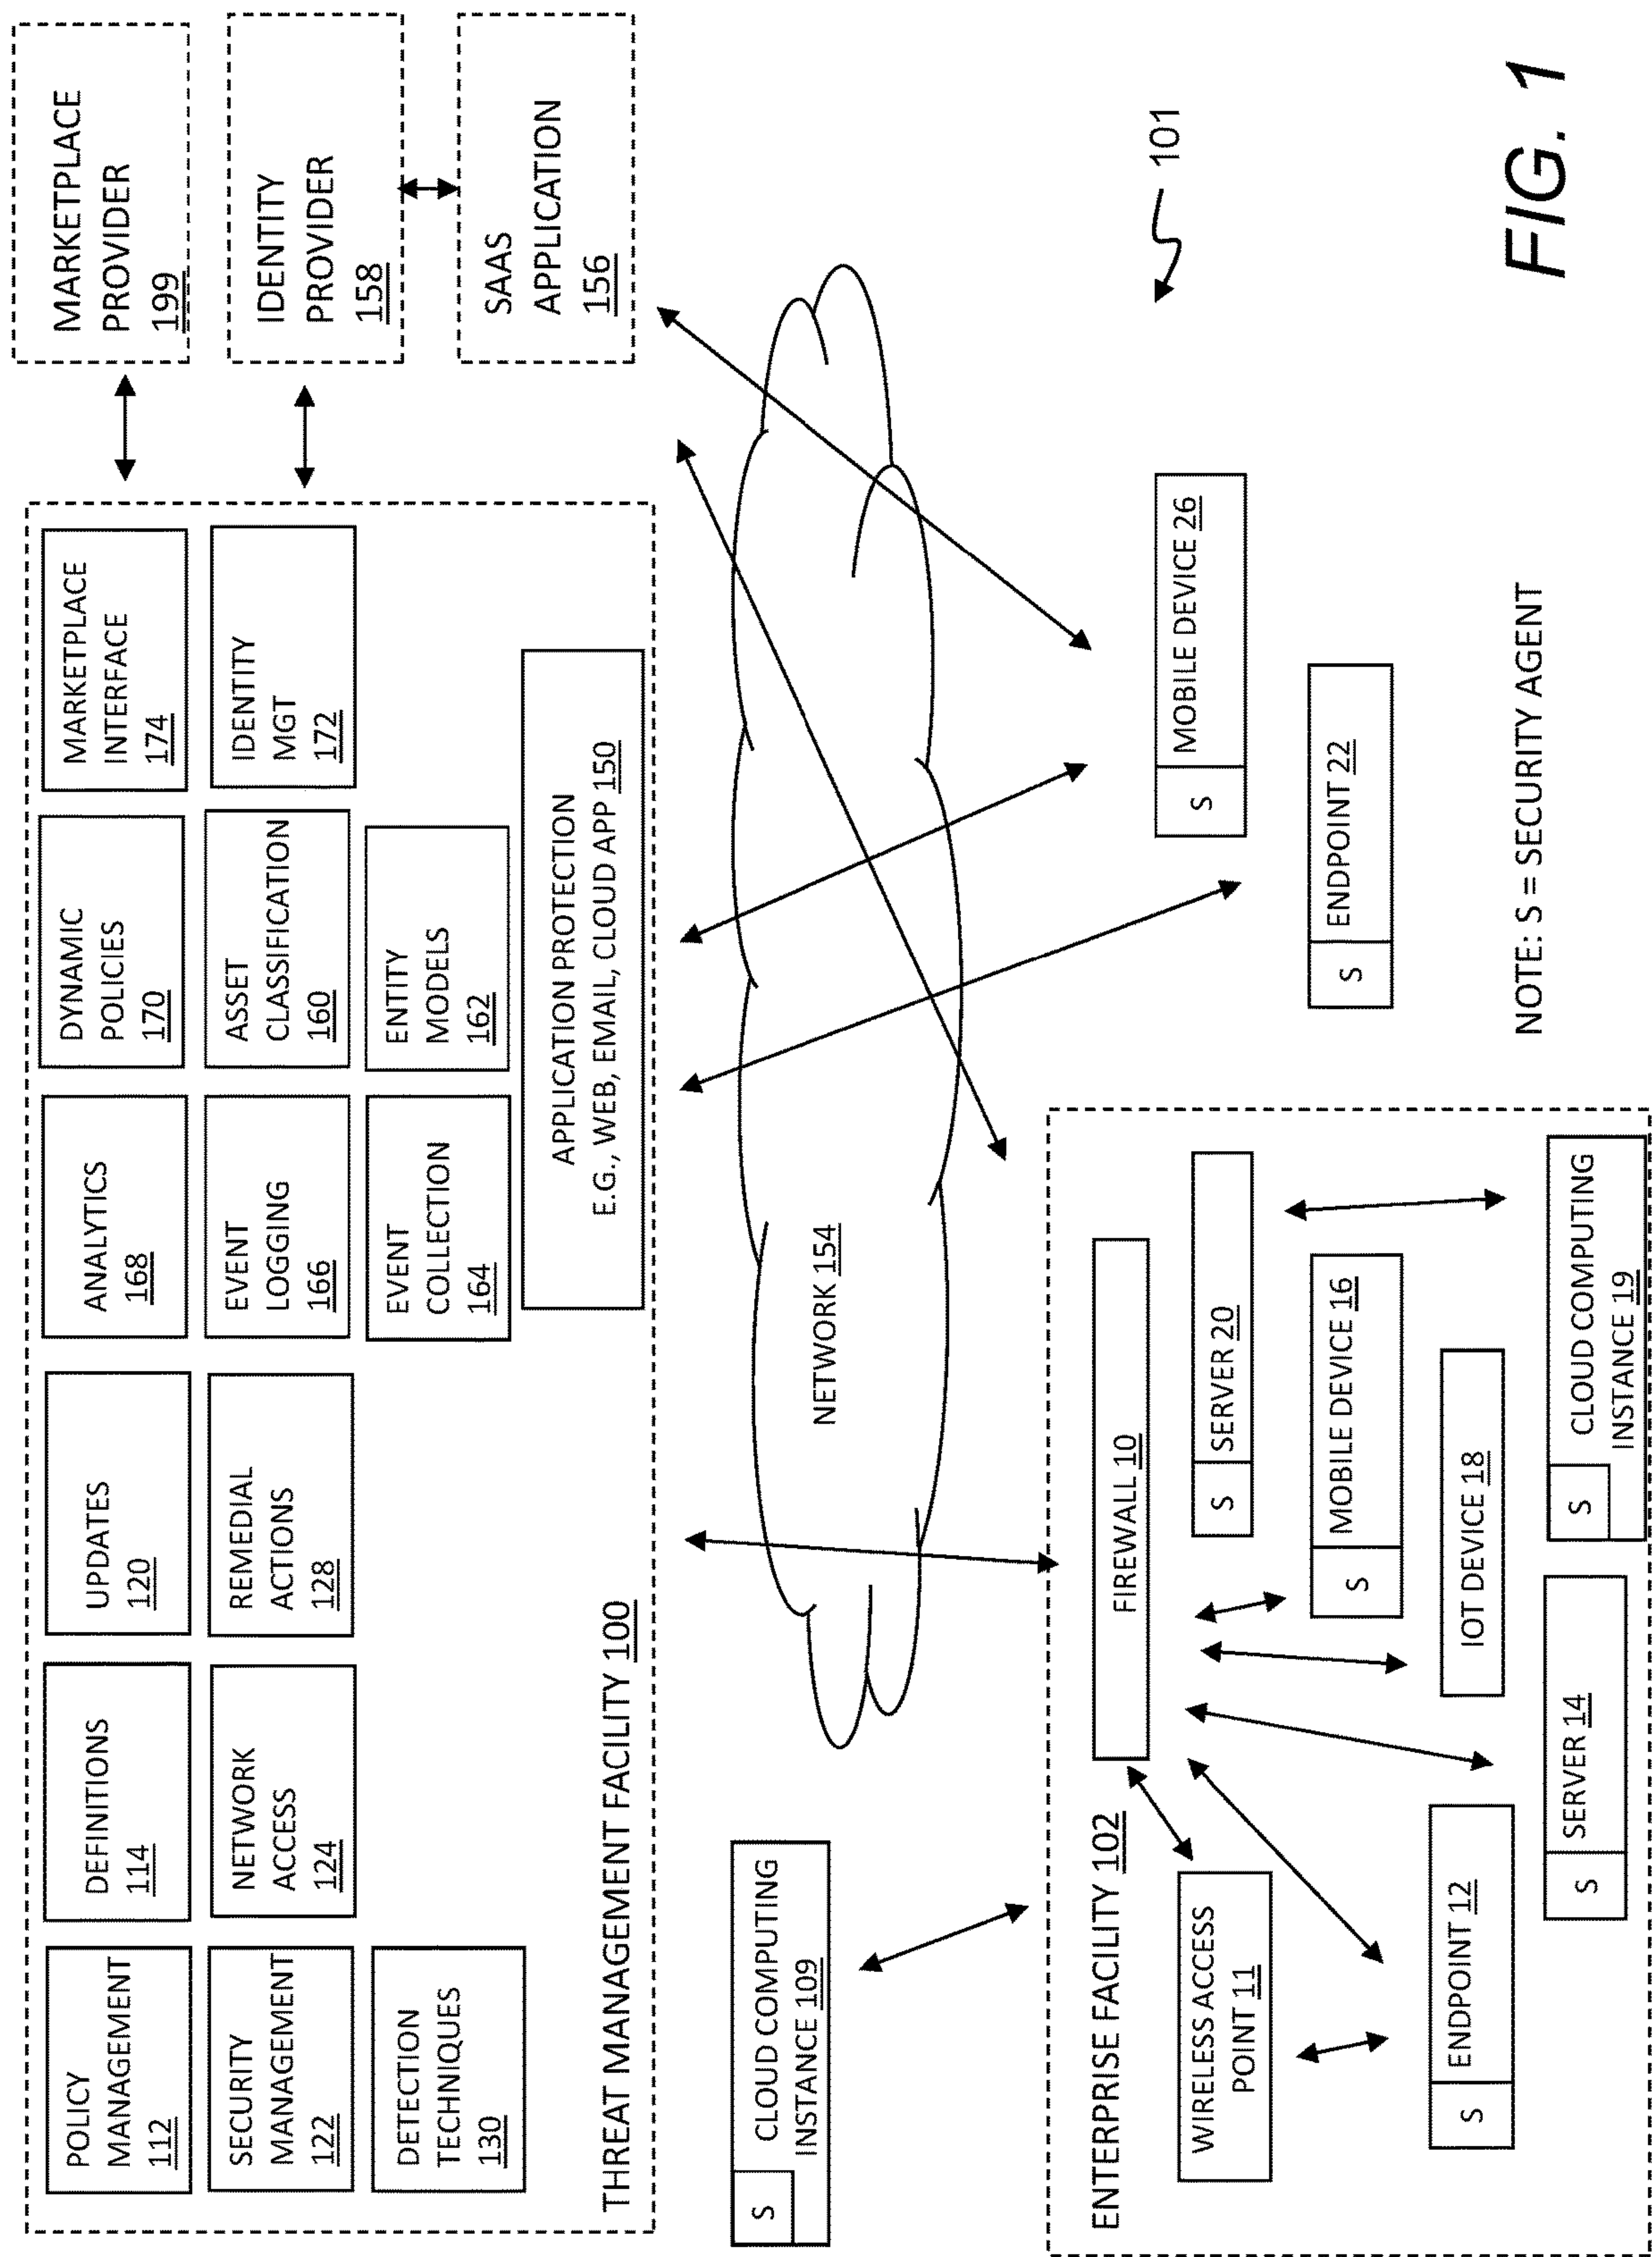 POLICY
MANAGEMENT
112
DEFINITIONS
114
UPDATES
120
ANALYTICS
168
DYNAMIC
POLICIES
170
MARKETPLACE
INTERFACE
174
MARKETPLACE
PROVIDER
199
SECURITY
MANAGEMENT
122
NETWORK
ACCESS
124
REMEDIAL
ACTIONS
128
EVENT
LOGGING
166
ASSET
CLASSIFICATION
160
IDENTITY
MGT
172
IDENTITY
PROVIDER
158
DETECTION
TECHNIQUES
130
EVENT
COLLECTION
164
ENTITY
MODELS
162
SAAS
APPLICATION
156
APPLICATION PROTECTION
E.G., WEB, EMAIL, CLOUD APP 150
THREAT MANAGEMENT FACILITY 100
S
CLOUD COMPUTING
INSTANCE 109
NETWORK 154
ENTERPRISE FACILITY 102
FIREWALL 10
101
WIRELESS ACCESS
POINT 11
S SERVER 20
S MOBILE DEVICE 26
S MOBILE DEVICE 16
S ENDPOINT 22
S ENDPOINT 12
IOT DEVICE 18
S SERVER 14
S
CLOUD COMPUTING
INSTANCE 19
NOTE: S = SECURITY AGENT
FIG. 1